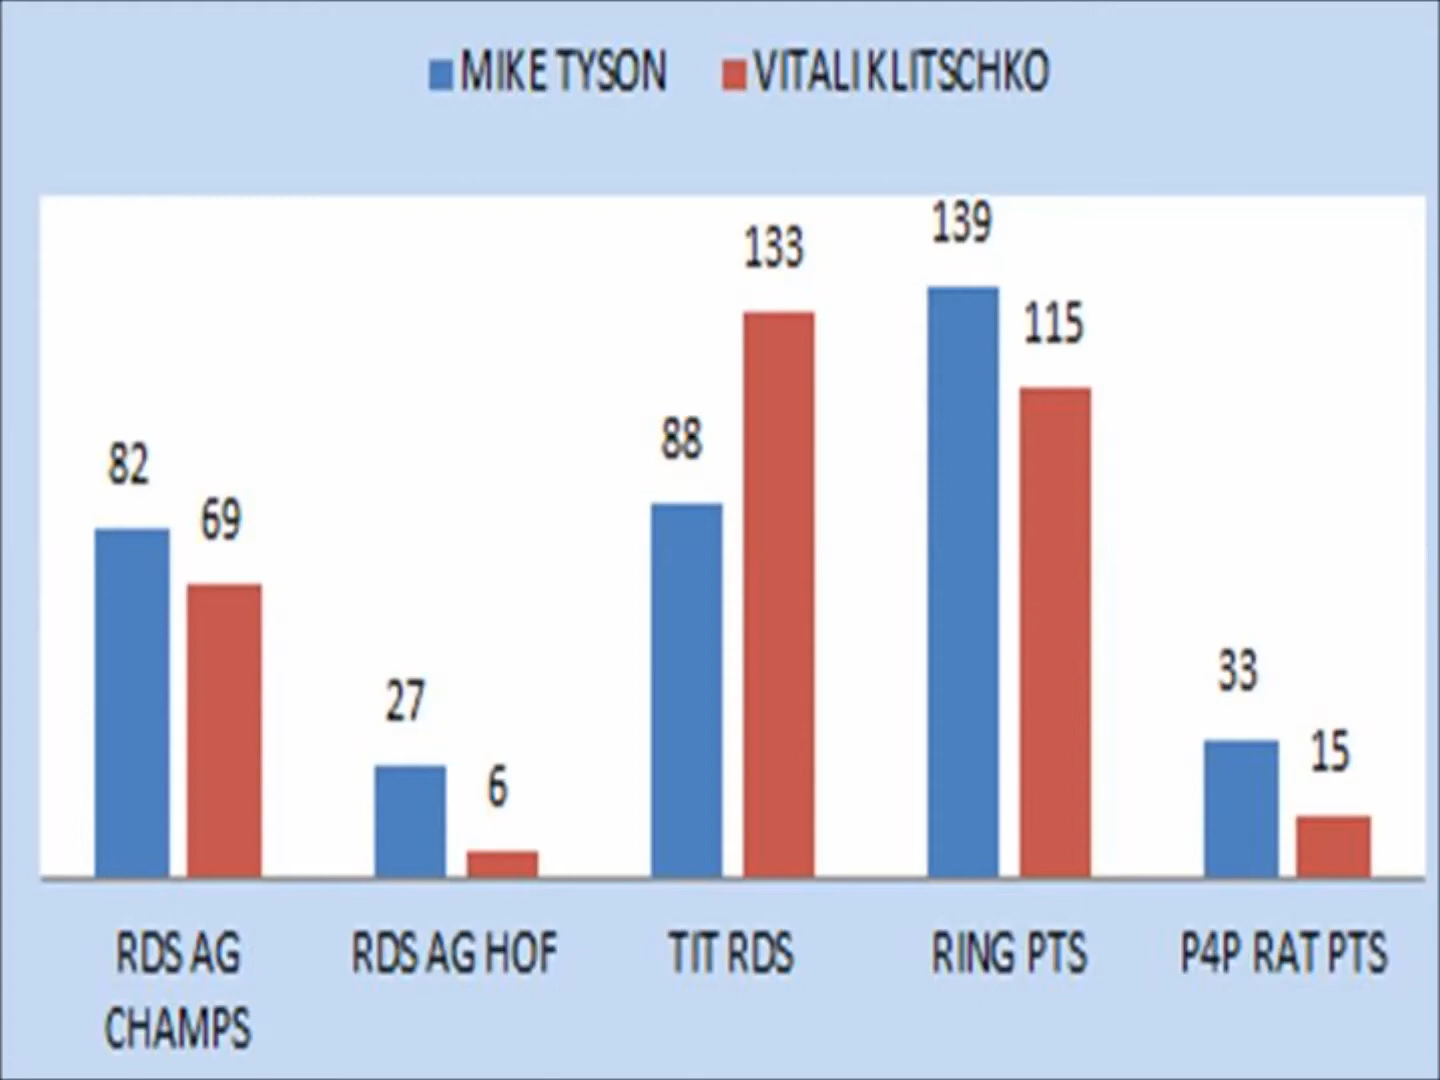 MIKE TYSON VITALI KLITSCHKO
139
133
115
88
82
69
33
27
15
6
RDS AG CHAMPS
RDS AG HOF
TIT RDS
RING PTS
P4P RAT PTS